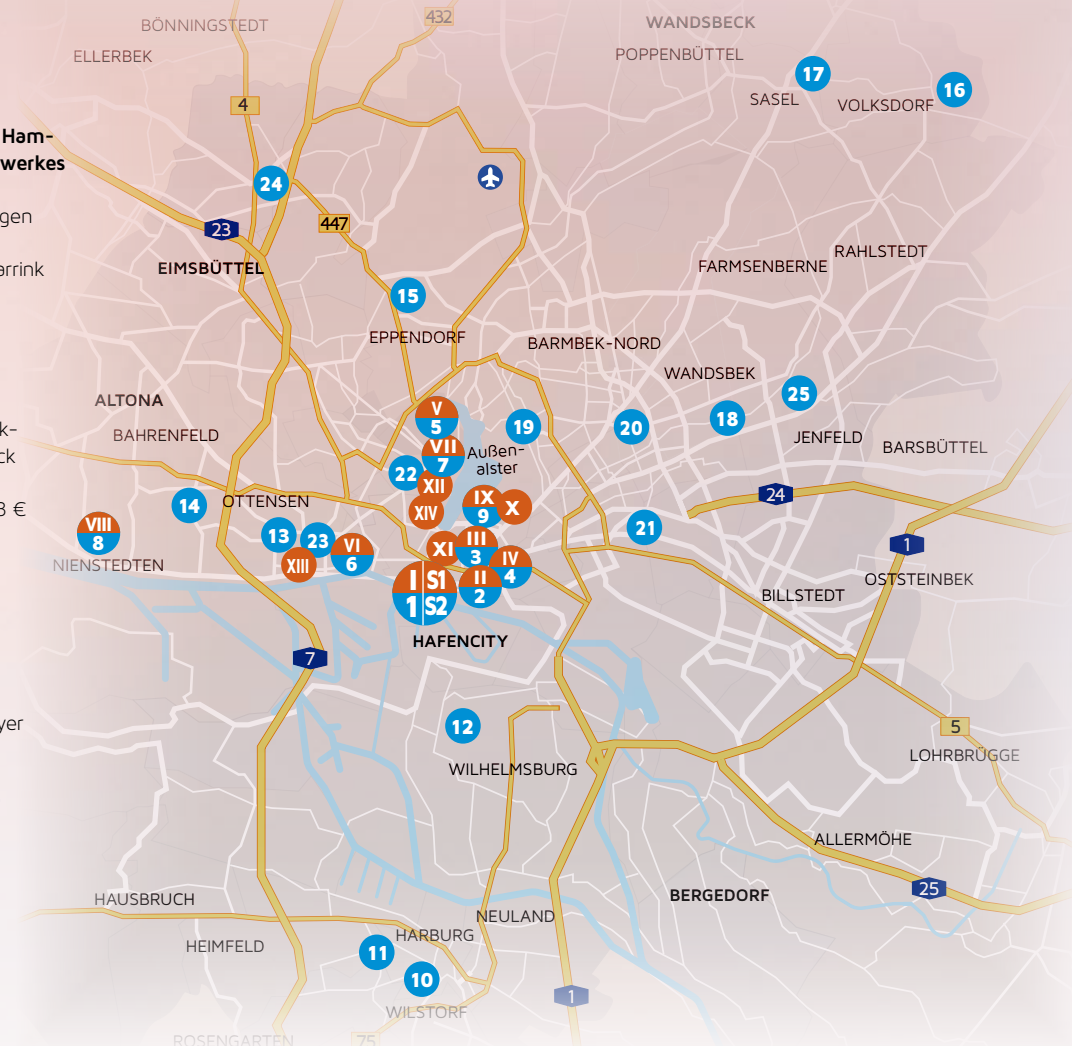 432
BÖNNINGSTEDT
WANDSBECK
ELLERBEK
POPPENBÜTTEL
17
16
SASEL
VOLKSDORF
4
Ham-
werkes
24
gen
447
23
arrink
EIMSBÜTTEL
RAHLSTEDT
FARMSENBERNE
15
EPPENDORF
BARMBEK-NORD
WANDSBEK
25
ALTONA
V
5
19
20
18
k-
BAHRENFELD
JENFELD
BARSBÜTTEL
VII
7
Außen-
alster
ck
22
XII
24
3 €
14
OTTENSEN
XIV
IX
9
X
VIII
8
13
23
VI
6
XI
III
3
21
1
NIENSTEDTEN
XIII
IV
4
I
S1
1
S2
II
2
OSTSTEINBEK
BILLSTEDT
HAFENCITY
7
yer
12
5
WILHELMSBURG
LOHRBRÜGGE
ALLERMÖHE
25
HAUSBRUCH
BERGEDORF
NEULAND
HEIMFELD
HARBURG
11
10
1
WILSTORF
ROSENGARTEN
75